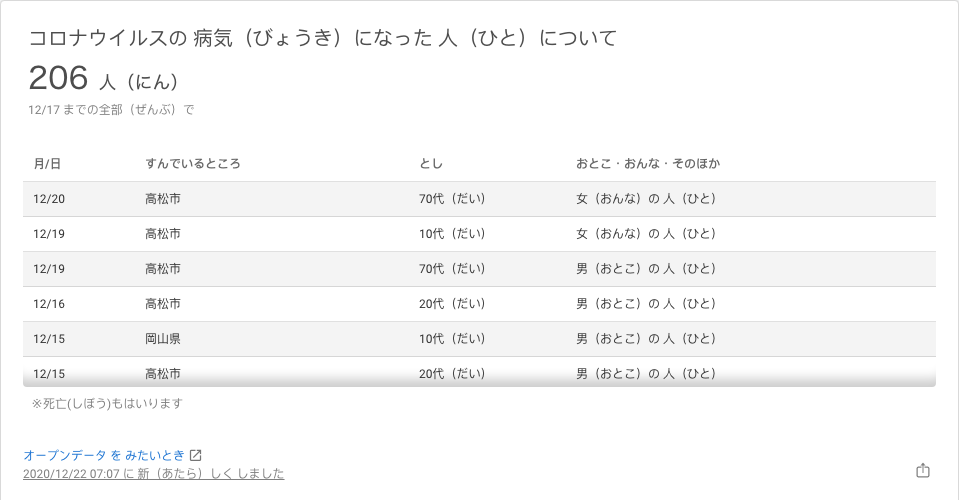 コロナウイルスの 病気（びょうき）になった 人（ひと）について
206 人（にん）
12/17 までの全部（ぜんぶ）で
月/日 すんでいるところ とし おとこ・おんな・そのほか
12/20 高松市 70代（だい） 女（おんな）の 人（ひと）
12/19 高松市 10代（だい） 女（おんな）の 人（ひと）
12/19 高松市 70代（だい） 男（おとこ）の 人（ひと）
12/16 高松市 20代（だい） 男（おとこ）の 人（ひと）
12/15 岡山県 10代（だい） 男（おとこ）の 人（ひと）
12/15 高松市 20代（だい） 男（おとこ）の 人（ひと）
※死亡(しぼう)もはいります
オープンデータ を みたいとき
2020/12/22 07:07 に 新（あたら）しく しました